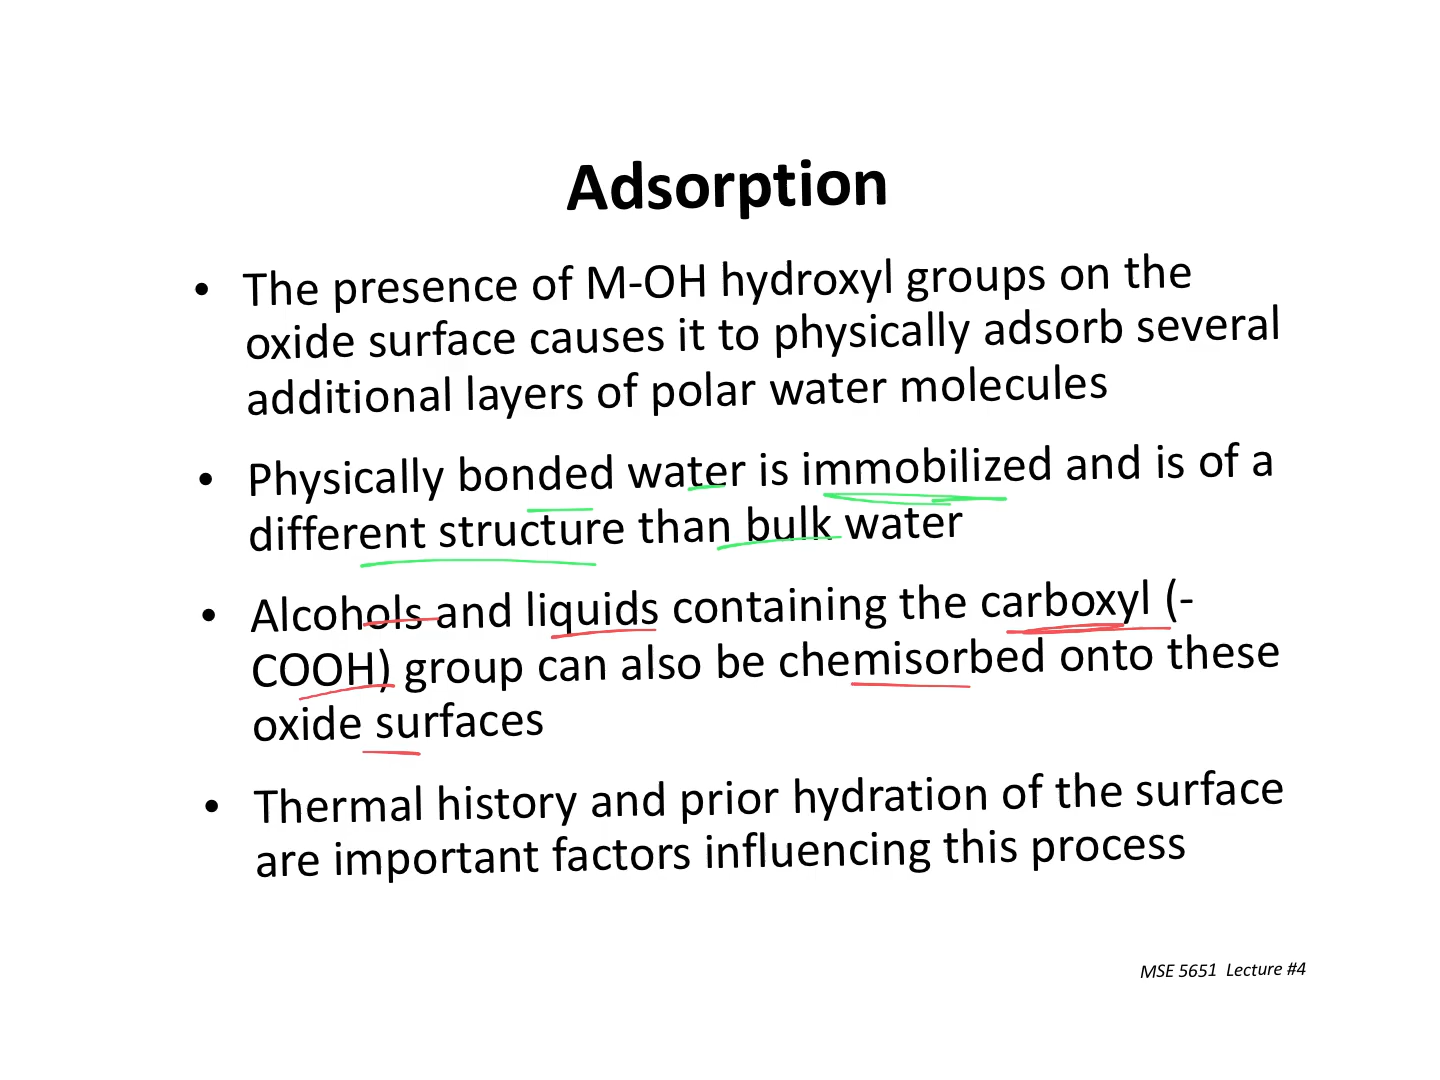 Adsorption
• The presence of M-OH hydroxyl groups on the
oxide surface causes it to physically adsorb several
additional layers of polar water molecules
• Physically bonded water is immobilized and is of a
different structure than bulk water
• Alcohols and liquids containing the carboxyl (-
COOH) group can also be chemisorbed onto these
oxide surfaces
• Thermal history and prior hydration of the surface
are important factors influencing this process
MSE 5651 Lecture #4